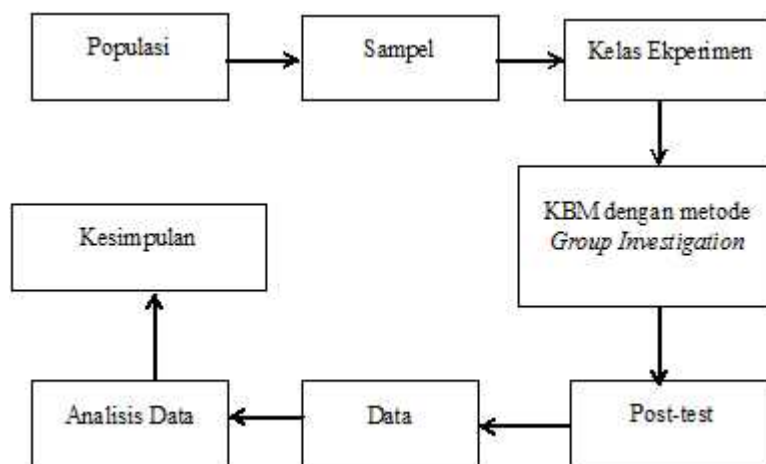 Populasi
Sampel
Kelas Ekperimen
KBM dengan metode
Group Investigation
Kesimpulan
Analisis Data
Data
Post-test